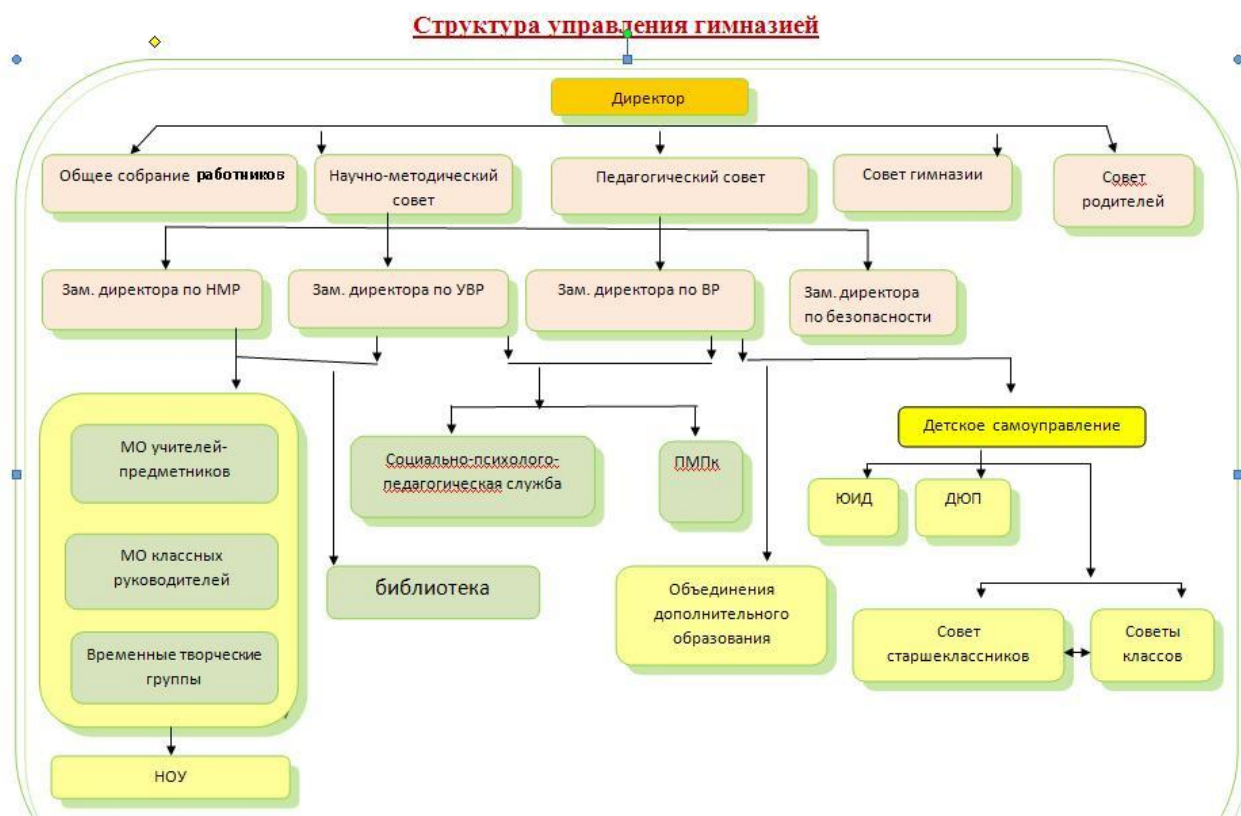 Структура управления гимназией
Директор
Общее собрание работников
Научно-методический
совет
Педагогический совет
Совет гимназии
Совет
родителей
Зам. директора по НМР
Зам. директора по УВР
Зам. директора по ВР
Зам. директора
по безопасности
МО учителей-
предметников
Социально-психолого-
педагогическая служба
ПМПк
Детское самоуправление
ЮИД
ДЮП
МО классных
руководителей
библиотека
Объединения
дополнительного
образования
Совет
старшеклассников
Советы
классов
Временные творческие
группы
НОУ